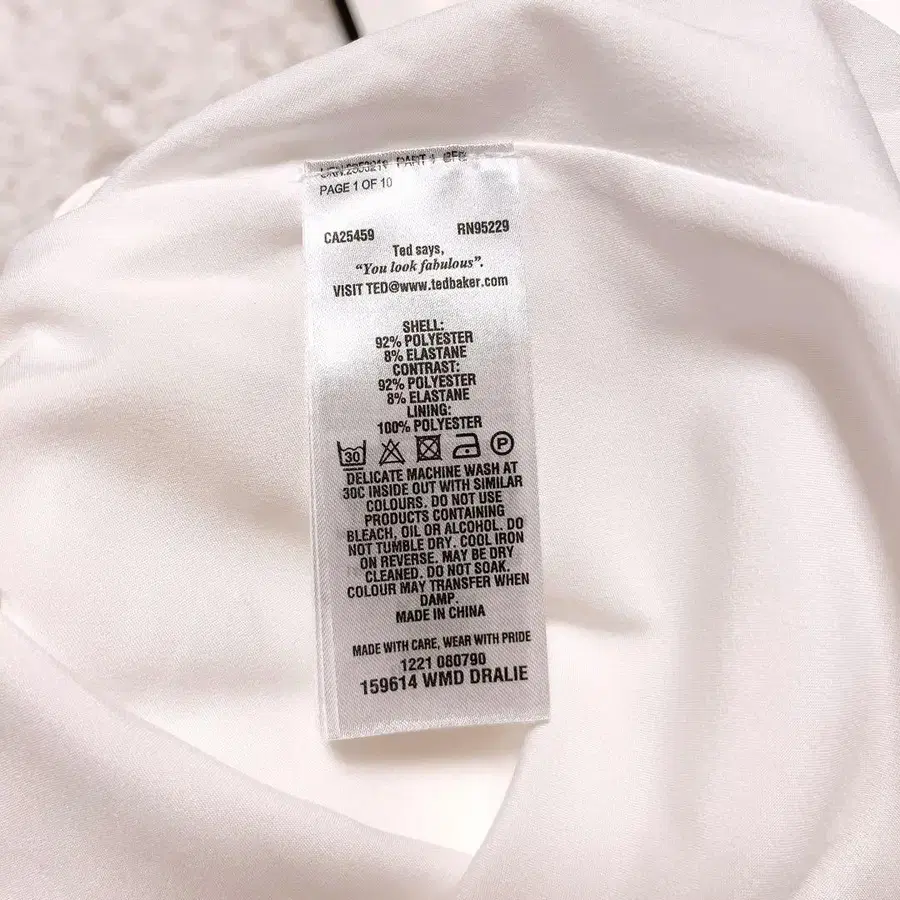 PAGE 1 OF 10
CA25459 RN95229
Ted says,
"You look fabulous".
VISIT TED@www.tedbaker.com
SHELL:
92% POLYESTER
8% ELASTANE
CONTRAST:
92% POLYESTER
8% ELASTANE
LINING:
100% POLYESTER
30 P
DELICATE MACHINE WASH AT
30C INSIDE OUT WITH SIMILAR
COLOURS. DO NOT USE
PRODUCTS CONTAINING
BLEACH, OIL OR ALCOHOL. DO
NOT TUMBLE DRY. COOL IRON
ON REVERSE. MAY BE DRY
CLEANED. DO NOT SOAK.
COLOUR MAY TRANSFER WHEN
DAMP.
MADE IN CHINA
MADE WITH CARE, WEAR WITH PRIDE
1221 080790
159614 WMD DRALIE